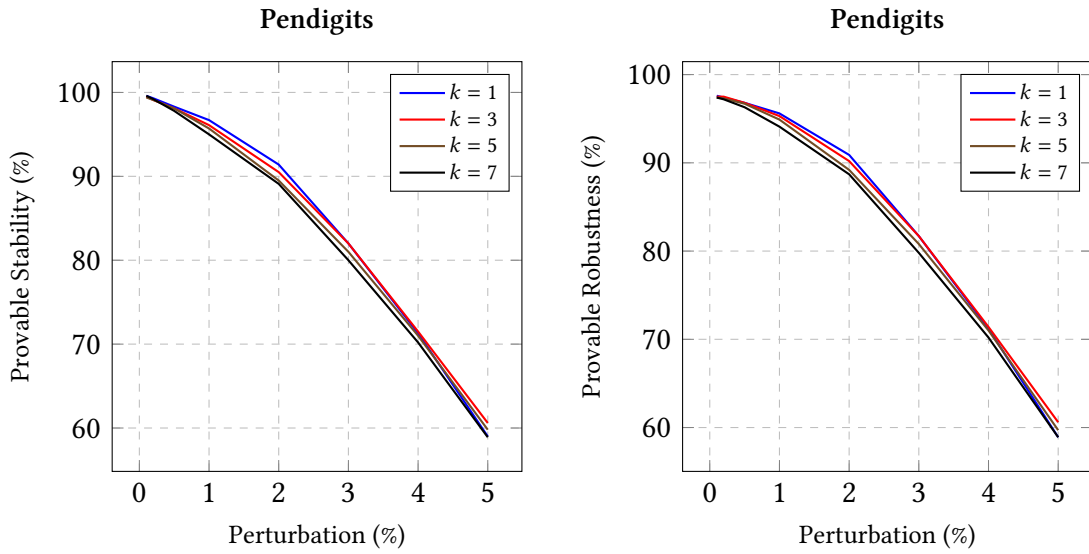 Pendigits
Provable Stability (%)
100
90
80
70
60
0 1 2 3 4 5
Perturbation (%)
k = 1
k = 3
k = 5
k = 7
Pendigits
Provable Robustness (%)
100
90
80
70
60
0 1 2 3 4 5
Perturbation (%)
k = 1
k = 3
k = 5
k = 7